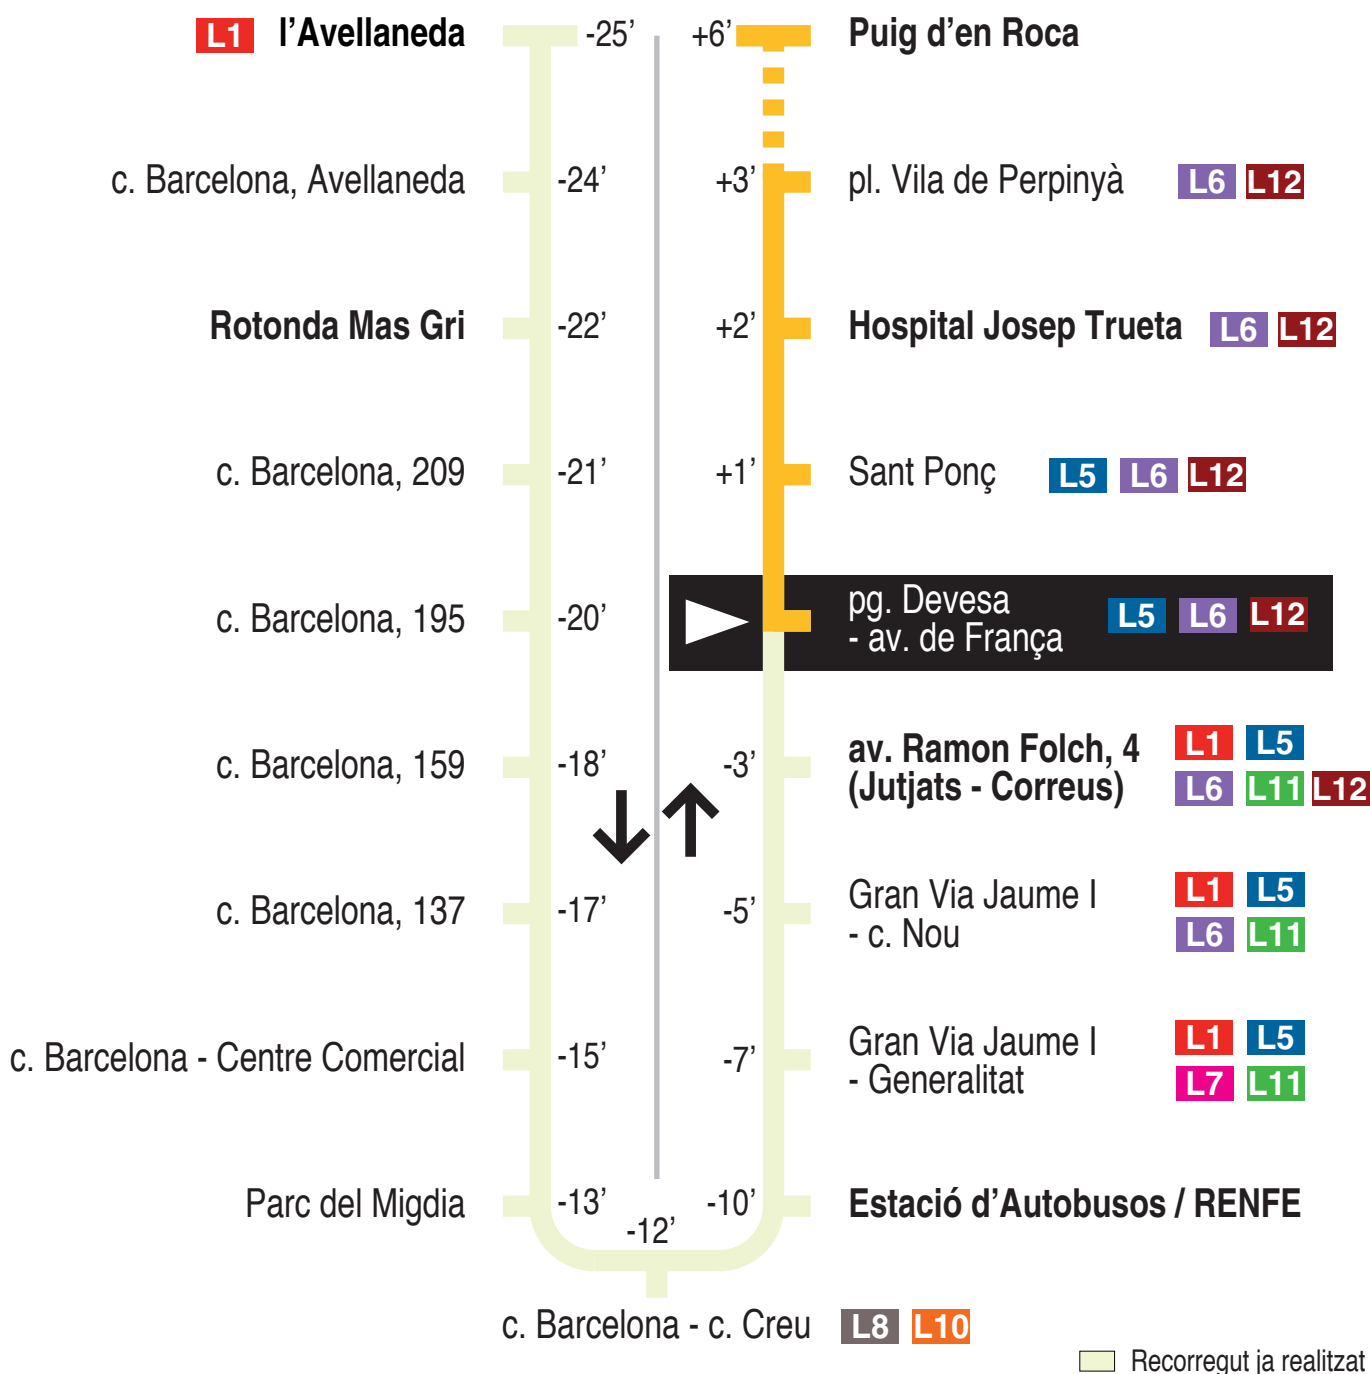 L1 l’Avellaneda -25’
c. Barcelona, Avellaneda -24’
Rotonda Mas Gri -22’
c. Barcelona, 209 -21’
c. Barcelona, 195 -20’
c. Barcelona, 159 -18’
c. Barcelona, 137 -17’
c. Barcelona - Centre Comercial -15’
Parc del Migdia -13’
-12’
c. Barcelona - c. Creu L8 L10
+6’ Puig d’en Roca
+3’ pl. Vila de Perpinyà L6 L12
+2’ Hospital Josep Trueta L6 L12
+1’ Sant Ponç L5 L6 L12
pg. Devesa
- av. de França L5 L6 L12
-3’ av. Ramon Folch, 4 L1 L5
(Jutjats - Correus) L6 L11 L12
-5’ Gran Via Jaume I L1 L5
- c. Nou L6 L11
-7’ Gran Via Jaume I L1 L5
- Generalitat L7 L11
-10’ Estació d’Autobusos / RENFE
Recorregut ja realitzat